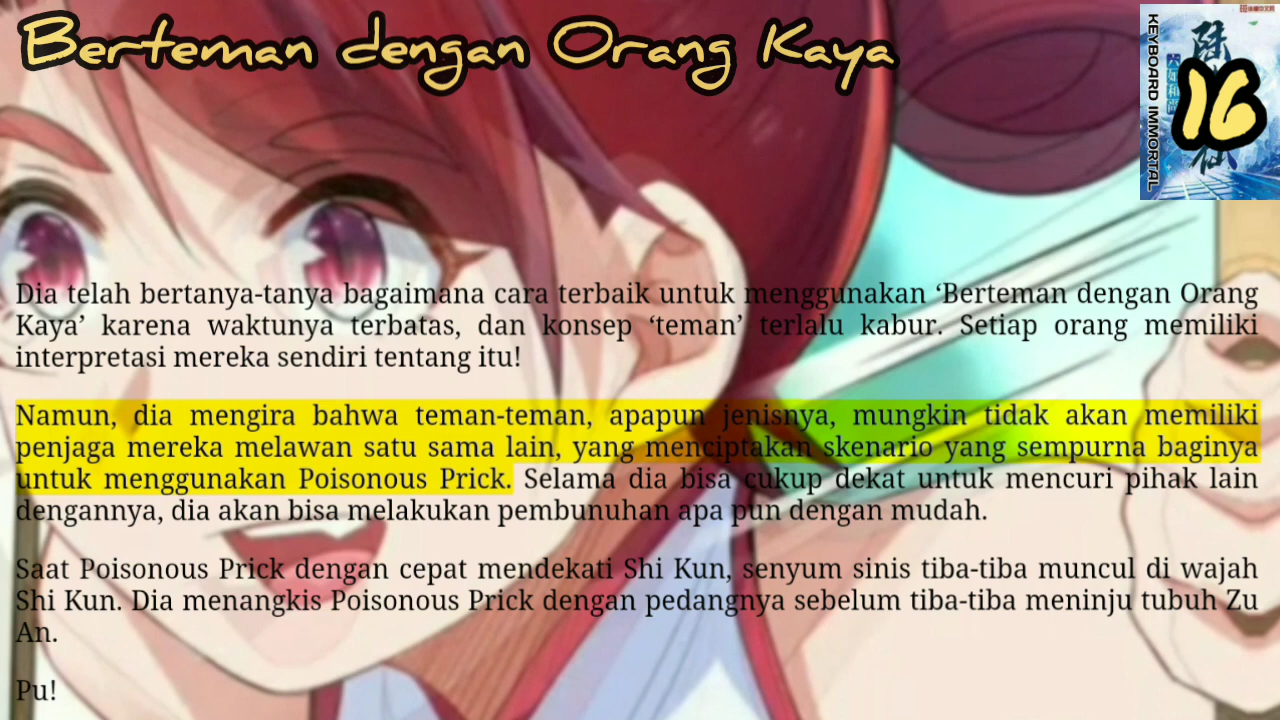 Berteman dengan Orang Kaya
KEYBOARD IMMORTAL
16
Dia telah bertanya-tanya bagaimana cara terbaik untuk menggunakan ‘Berteman dengan Orang
Kaya’ karena waktunya terbatas, dan konsep ‘teman’ terlalu kabur. Setiap orang memiliki
interpretasi mereka sendiri tentang itu!
Namun, dia mengira bahwa teman-teman, apapun jenisnya, mungkin tidak akan memiliki
penjaga mereka melawan satu sama lain, yang menciptakan skenario yang sempurna baginya
untuk menggunakan Poisonous Prick. Selama dia bisa cukup dekat untuk mencuri pihak lain
dengannya, dia akan bisa melakukan pembunuhan apa pun dengan mudah.
Saat Poisonous Prick dengan cepat mendekati Shi Kun, senyum sinis tiba-tiba muncul di wajah
Shi Kun. Dia menangkis Poisonous Prick dengan pedangnya sebelum tiba-tiba meninju tubuh Zu
An.
Pu!